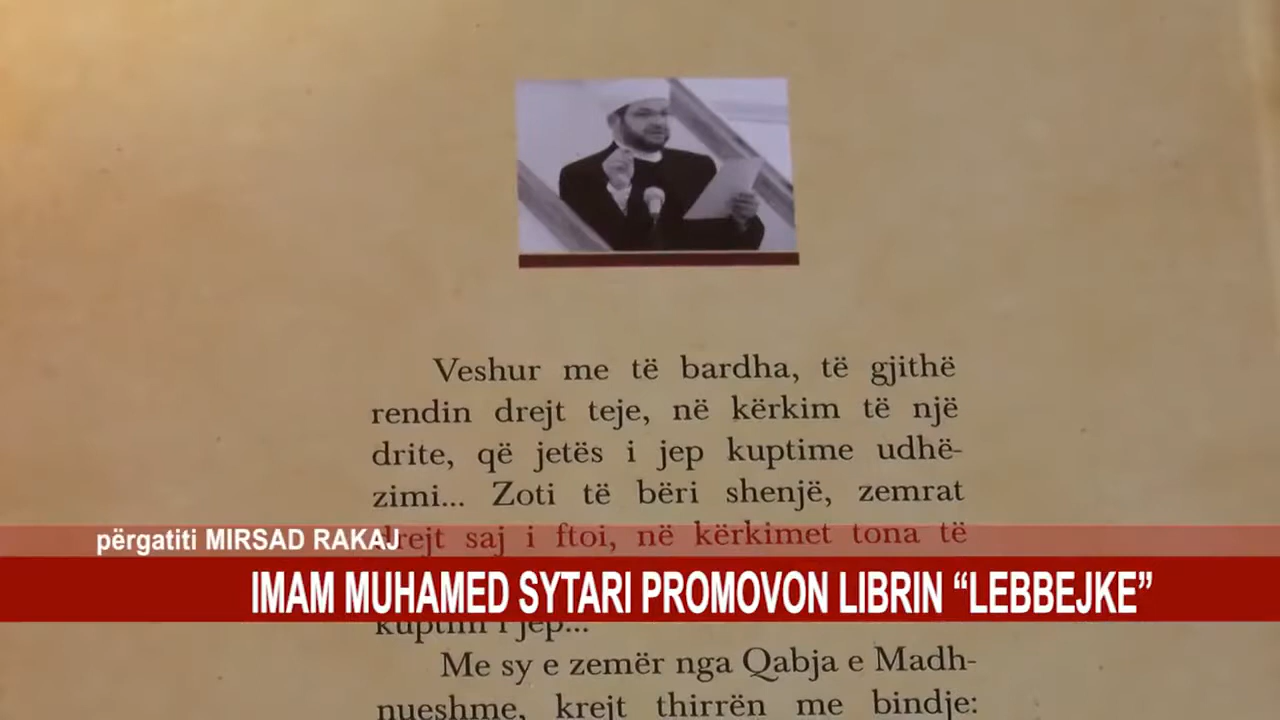 Veshur me të bardha, të gjithë
rendin drejt teje, në kërkim të një
drite, që jetës i jep kuptime udhë-
zimi... Zoti të bëri shenjë, zemrat
drejt saj i ftoi, në kërkimet tona të
përgatiti MIRSAD RAKAJ
IMAM MUHAMED SYTARI PROMOVON LIBRIN “LEBBEJKE”
kuptim i jep...
Me sy e zemër nga Qabja e Madh-
nueshme, krejt thirrën me bindje: